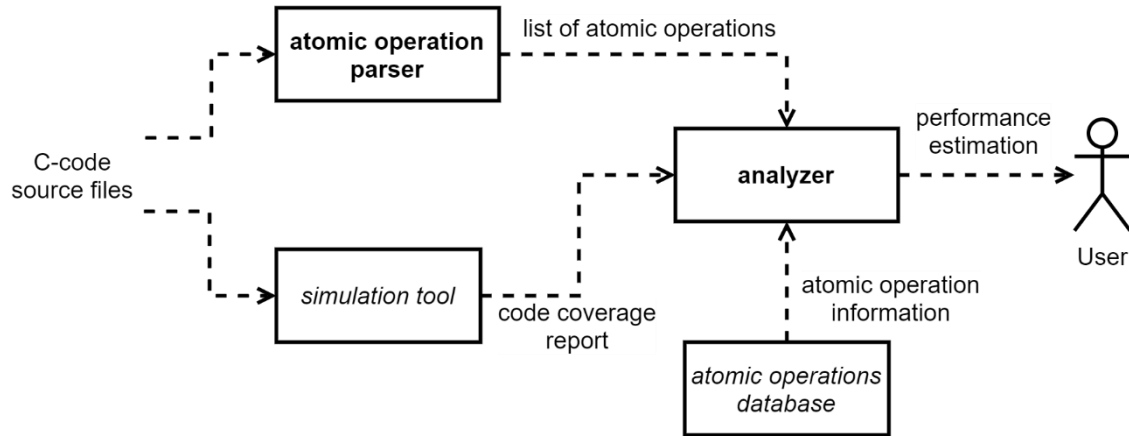 atomic operation
parser
list of atomic operations
C-code
source files
analyzer
performance
estimation
User
simulation tool
code coverage
report
atomic operation
information
atomic operations
database